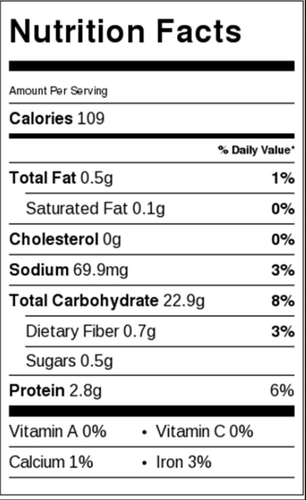 Nutrition Facts
Amount Per Serving
Calories 109
% Daily Value*
Total Fat 0.5g 1%
Saturated Fat 0.1g 0%
Cholesterol 0g 0%
Sodium 69.9mg 3%
Total Carbohydrate 22.9g 8%
Dietary Fiber 0.7g 3%
Sugars 0.5g
Protein 2.8g 6%
Vitamin A 0% • Vitamin C 0%
Calcium 1% • Iron 3%